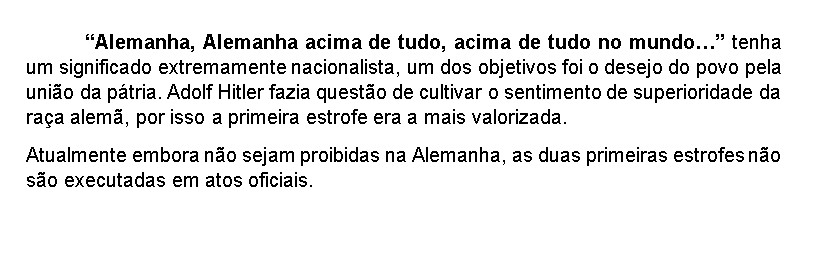 “Alemanha, Alemanha acima de tudo, acima de tudo no mundo…” tenha
um significado extremamente nacionalista, um dos objetivos foi o desejo do povo pela
união da pátria. Adolf Hitler fazia questão de cultivar o sentimento de superioridade da
raça alemã, por isso a primeira estrofe era a mais valorizada.
Atualmente embora não sejam proibidas na Alemanha, as duas primeiras estrofes não
são executadas em atos oficiais.